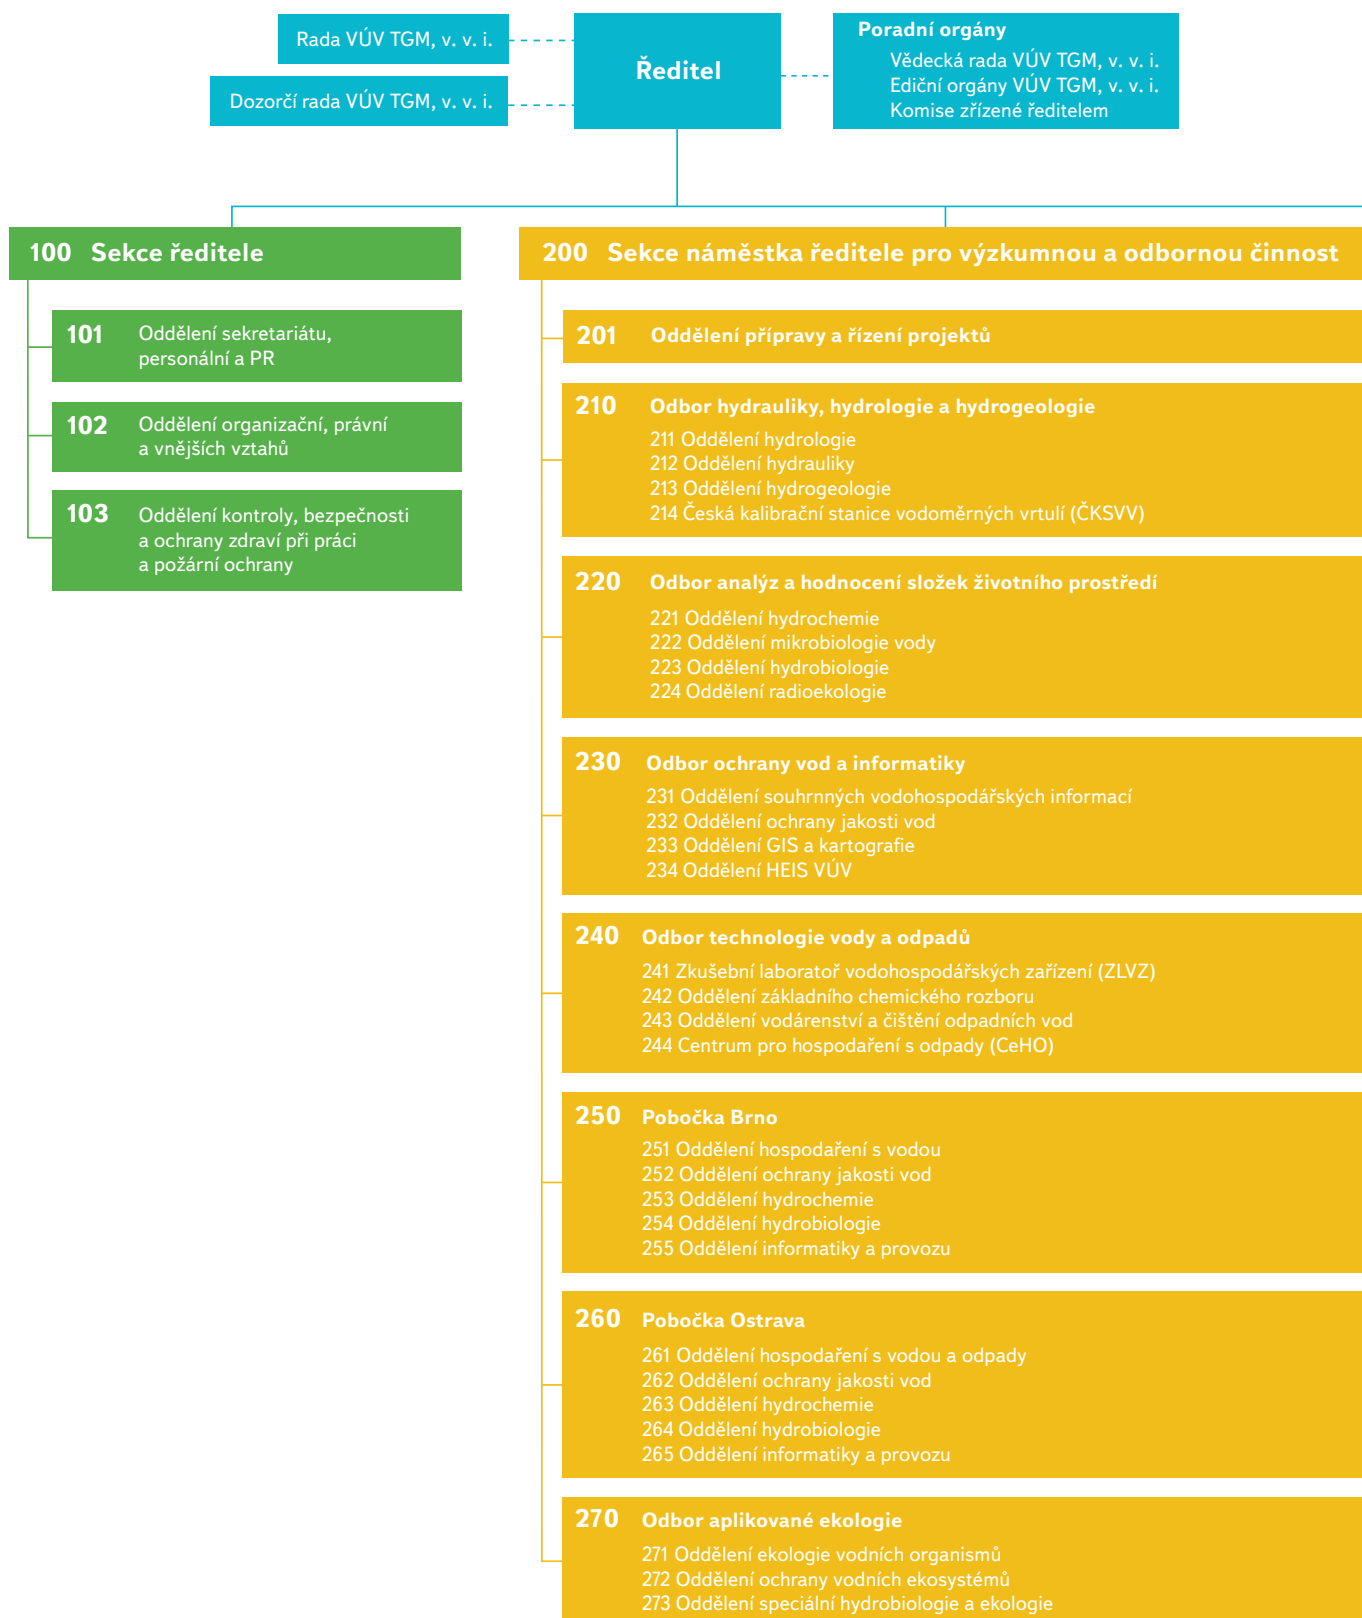 Rada VÚV TGM, v. v. i.
Dozorčí rada VÚV TGM, v. v. i.
Ředitel
Poradní orgány
Vědecká rada VÚV TGM, v. v. i.
Ediční orgány VÚV TGM, v. v. i.
Komise zřízené ředitelem
100 Sekce ředitele
101 Oddělení sekretariátu,
personální a PR
102 Oddělení organizační, právní
a vnějších vztahů
103 Oddělení kontroly, bezpečnosti
a ochrany zdraví při práci
a požární ochrany
200 Sekce náměstka ředitele pro výzkumnou a odbornou činnost
201 Oddělení přípravy a řízení projektů
210 Odbor hydrauliky, hydrologie a hydrogeologie
211 Oddělení hydrologie
212 Oddělení hydrauliky
213 Oddělení hydrogeologie
214 Česká kalibrační stanice vodoměrných vrtulí (ČKSVV)
220 Odbor analýz a hodnocení složek životního prostředí
221 Oddělení hydrochemie
222 Oddělení mikrobiologie vody
223 Oddělení hydrobiologie
224 Oddělení radioekologie
230 Odbor ochrany vod a informatiky
231 Oddělení souhrnných vodohospodářských informací
232 Oddělení ochrany jakosti vod
233 Oddělení GIS a kartografie
234 Oddělení HEIS VÚV
240 Odbor technologie vody a odpadů
241 Zkušební laboratoř vodohospodářských zařízení (ZLVZ)
242 Oddělení základního chemického rozboru
243 Oddělení vodárenství a čištění odpadních vod
244 Centrum pro hospodaření s odpady (CeHO)
250 Pobočka Brno
251 Oddělení hospodaření s vodou
252 Oddělení ochrany jakosti vod
253 Oddělení hydrochemie
254 Oddělení hydrobiologie
255 Oddělení informatiky a provozu
260 Pobočka Ostrava
261 Oddělení hospodaření s vodou a odpady
262 Oddělení ochrany jakosti vod
263 Oddělení hydrochemie
264 Oddělení hydrobiologie
265 Oddělení informatiky a provozu
270 Odbor aplikované ekologie
271 Oddělení ekologie vodních organismů
272 Oddělení ochrany vodních ekosystémů
273 Oddělení speciální hydrobiologie a ekologie